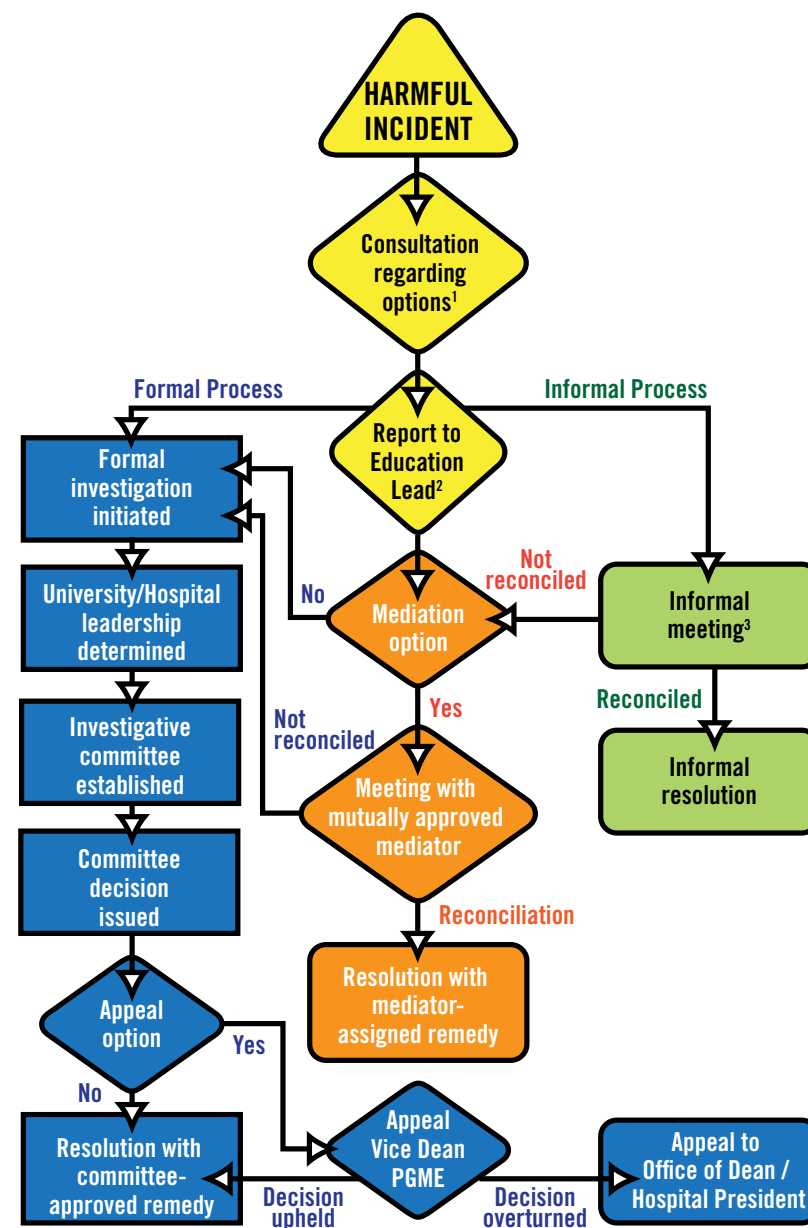 HARMFUL
INCIDENT
Consultation
regarding
options¹
Formal Process
Informal Process
Report to
Education
Lead²
Formal
investigation
initiated
University/Hospital
leadership
determined
No
Mediation
option
Not
reconciled
Informal
meeting³
Yes
Reconciled
Informal
resolution
Investigative
committee
established
Not
reconciled
Meeting with
mutually approved
mediator
Committee
decision
issued
Reconciliation
Resolution with
mediator-
assigned remedy
Appeal
option
Yes
No
Resolution with
committee-
approved remedy
Appeal
Vice Dean
PGME
Decision
upheld
Decision
overturned
Appeal to
Office of Dean /
Hospital President